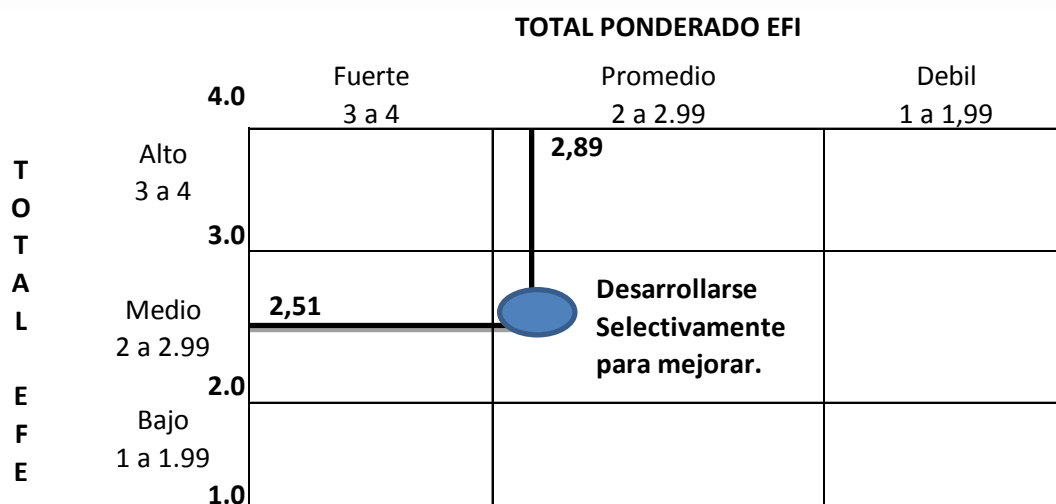 TOTAL PONDERADO EFI
Fuerte
3 a 4
Promedio
2 a 2.99
Debil
1 a 1,99
4.0
T
O
T
A
L
E
F
E
Alto
3 a 4
2,89
3.0
Medio
2 a 2.99
2,51
Desarrollarse
Selectivamente
para mejorar.
2.0
Bajo
1 a 1.99
1.0